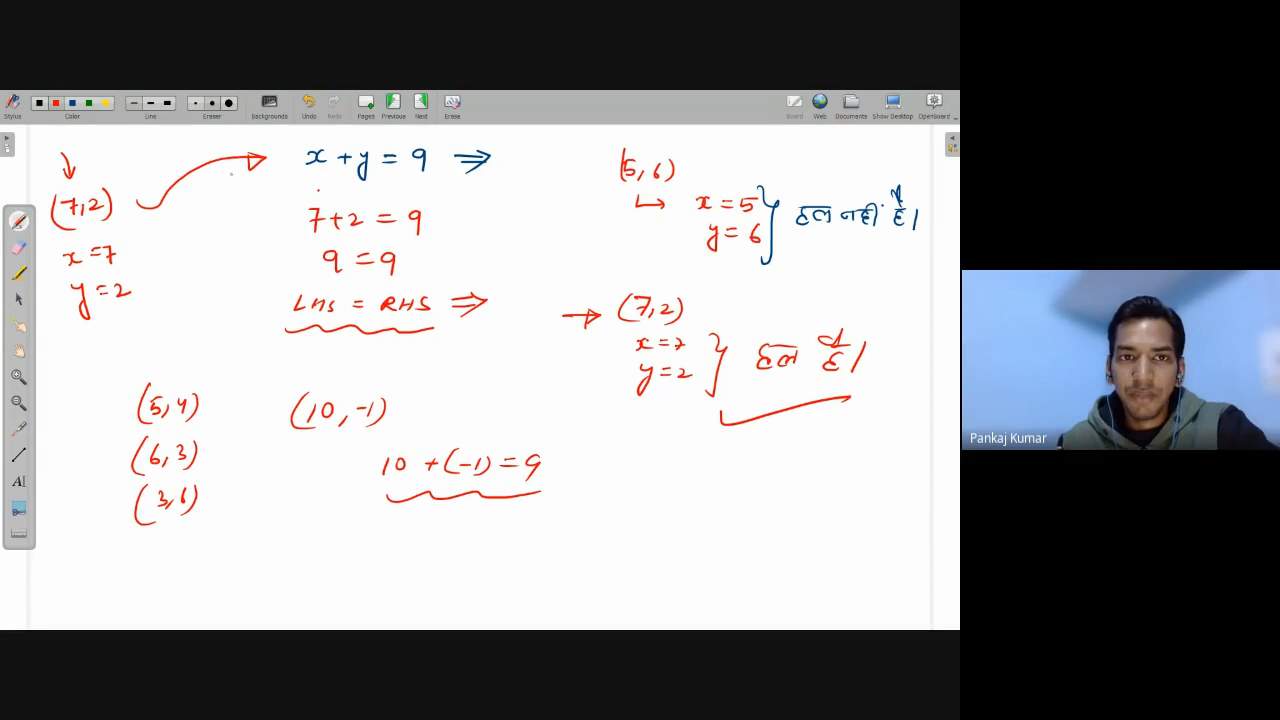 Stylus
Color
Line
Eraser
Backgrounds
Undo
Redo
Pages
Previous
Next
Erase
Board
Web
Documents
Show Desktop
OpenBoard
(7,2)
x=7
y=2
x + y = 9 ⇒
7+2 = 9
9 = 9
LHS = RHS ⇒
(5,6)
↳ x = 5
y = 6
हल नहीं है।
→ (7,2)
x=7
y=2
हल है।
(5,4)
(6,3)
(3,6)
(10,-1)
10 +(-1) = 9
Pankaj Kumar